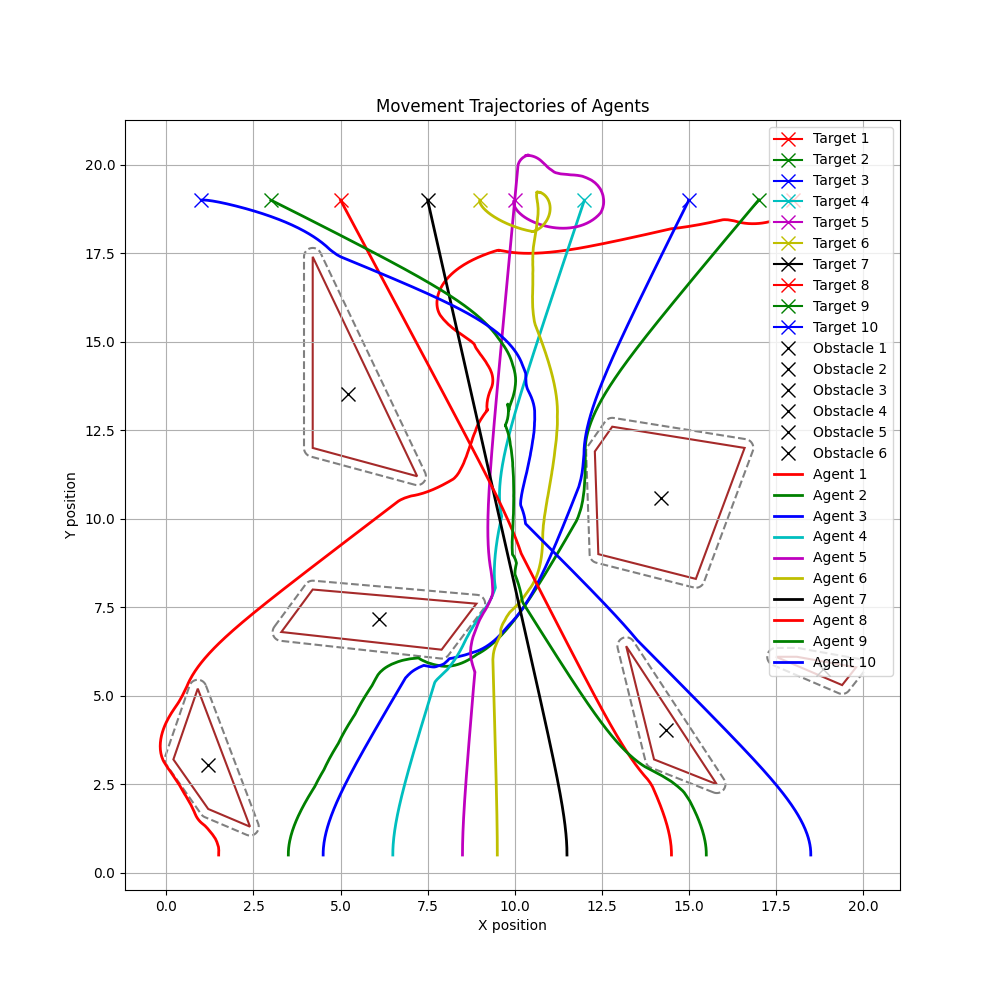 Movement Trajectories of Agents
Y position
20.0
17.5
15.0
12.5
10.0
7.5
5.0
2.5
0.0
Target 1
Target 2
Target 3
Target 4
Target 5
Target 6
Target 7
Target 8
Target 9
Target 10
Obstacle 1
Obstacle 2
Obstacle 3
Obstacle 4
Obstacle 5
Obstacle 6
Agent 1
Agent 2
Agent 3
Agent 4
Agent 5
Agent 6
Agent 7
Agent 8
Agent 9
Agent 10
0.0 2.5 5.0 7.5 10.0 12.5 15.0 17.5 20.0
X position